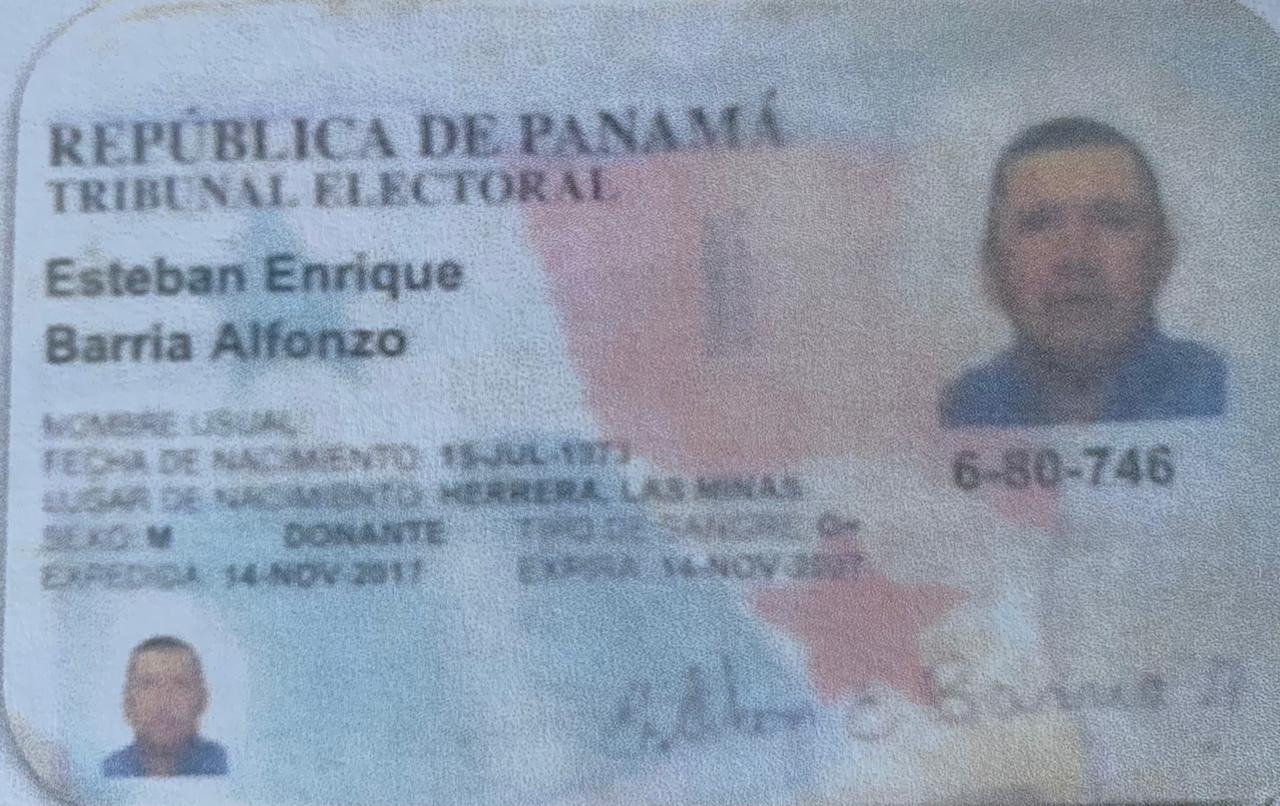 REPÚBLICA DE PANAMÁ
TRIBUNAL ELECTORAL
Esteban Enrique
Barria Alfonzo
NOMBRE USUAL:
FECHA DE NACIMIENTO: 15-JUL-
LUGAR DE NACIMIENTO: HERRERA, LAS MINAS
SEXO: M DONANTE TIPO DE SANGRE: O+
EXPEDIDA: 14-NOV-2017 EXPIRA: 14-NOV-2027
6-80-746